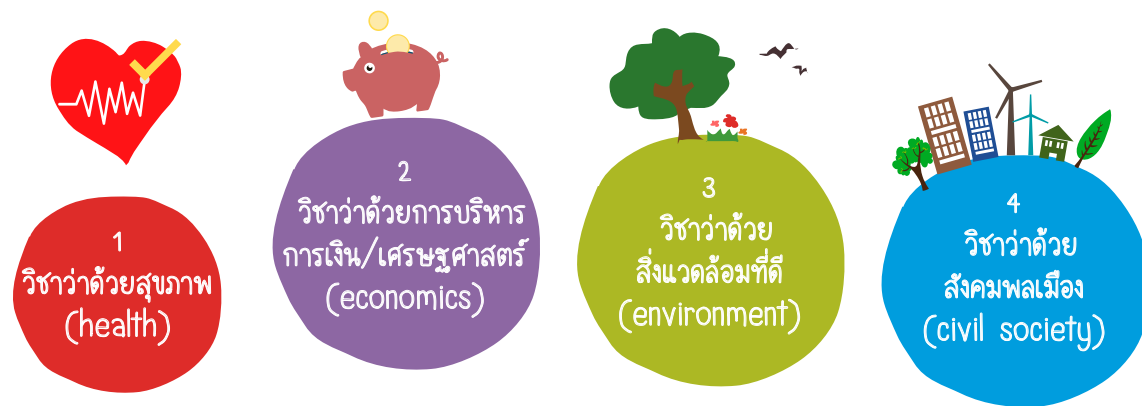 1
วิชาว่าด้วยสุขภาพ
(health)
2
วิชาว่าด้วยการบริหาร
การเงิน/เศรษฐศาสตร์
(economics)
3
วิชาว่าด้วย
สิ่งแวดล้อมที่ดี
(environment)
4
วิชาว่าด้วย
สังคมพลเมือง
(civil society)